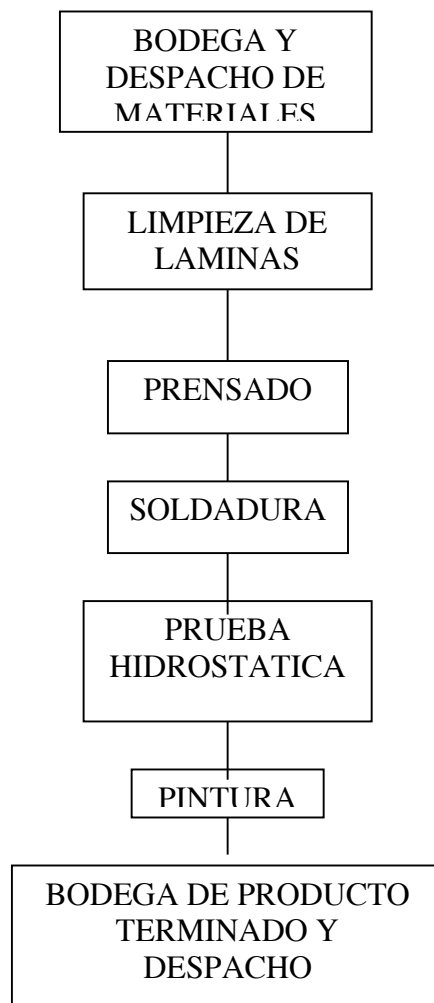 BODEGA Y
DESPACHO DE
MATERIALES
LIMPIEZA DE
LAMINAS
PRENSADO
SOLDADURA
PRUEBA
HIDROSTATICA
PINTURA
BODEGA DE PRODUCTO
TERMINADO Y
DESPACHO